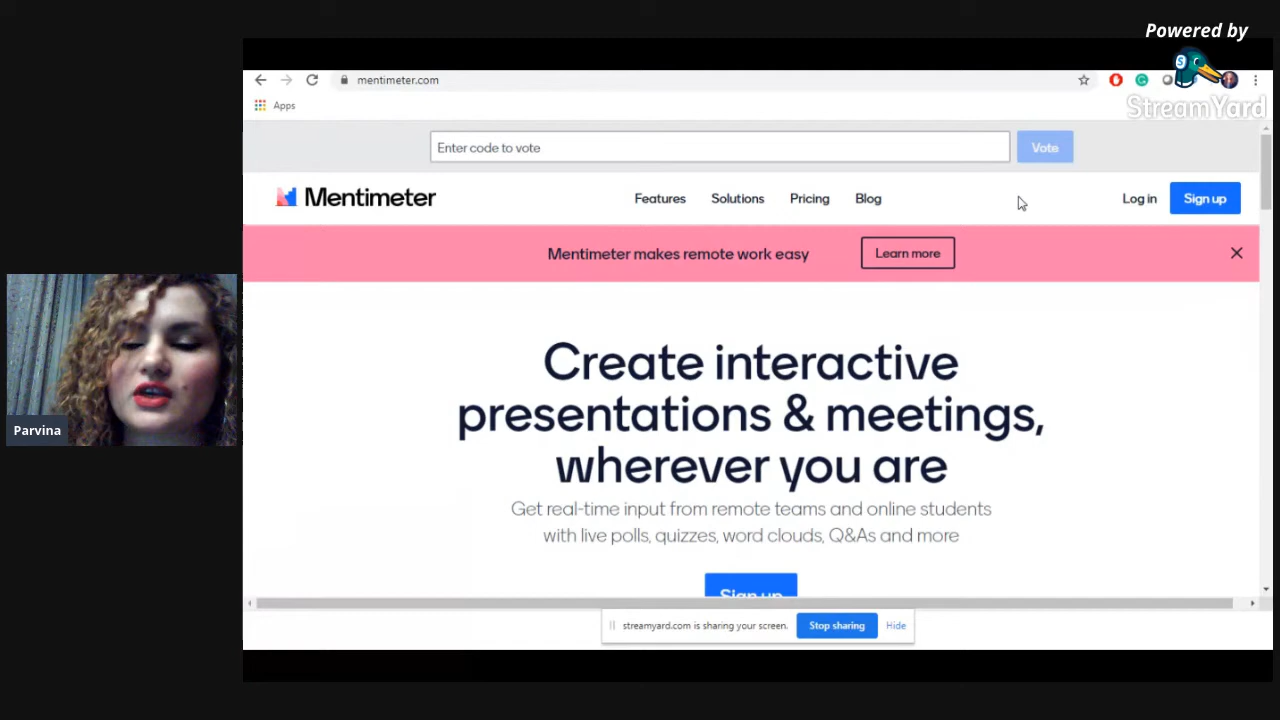 Powered by
StreamYard
mentimeter.com
Apps
Enter code to vote
Vote
Mentimeter
Features
Solutions
Pricing
Blog
Log in
Sign up
Mentimeter makes remote work easy
Learn more
Create interactive
presentations & meetings,
wherever you are
Get real-time input from remote teams and online students
with live polls, quizzes, word clouds, Q&As and more
Sign up
streamyard.com is sharing your screen.
Stop sharing
Hide
Parvina